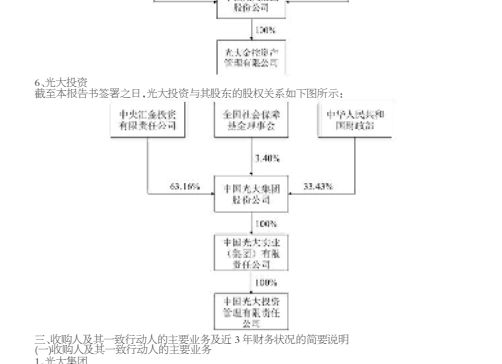 股份公司
100%
光大金控资产
管理有限公司
6、光大投资
截至本报告书签署之日，光大投资与其股东的股权关系如下图所示：
中央汇金投资
有限责任公司
全国社会保障
基金理事会
中华人民共和
国财政部
3.40%
63.16%
33.43%
中国光大集团
股份公司
100%
中国光大实业
（集团）有限
责任公司
100%
中国光大投资
管理有限责任
公司
三、收购人及其一致行动人的主要业务及近 3 年财务状况的简要说明
(一)收购人及其一致行动人的主要业务
1、光大集团